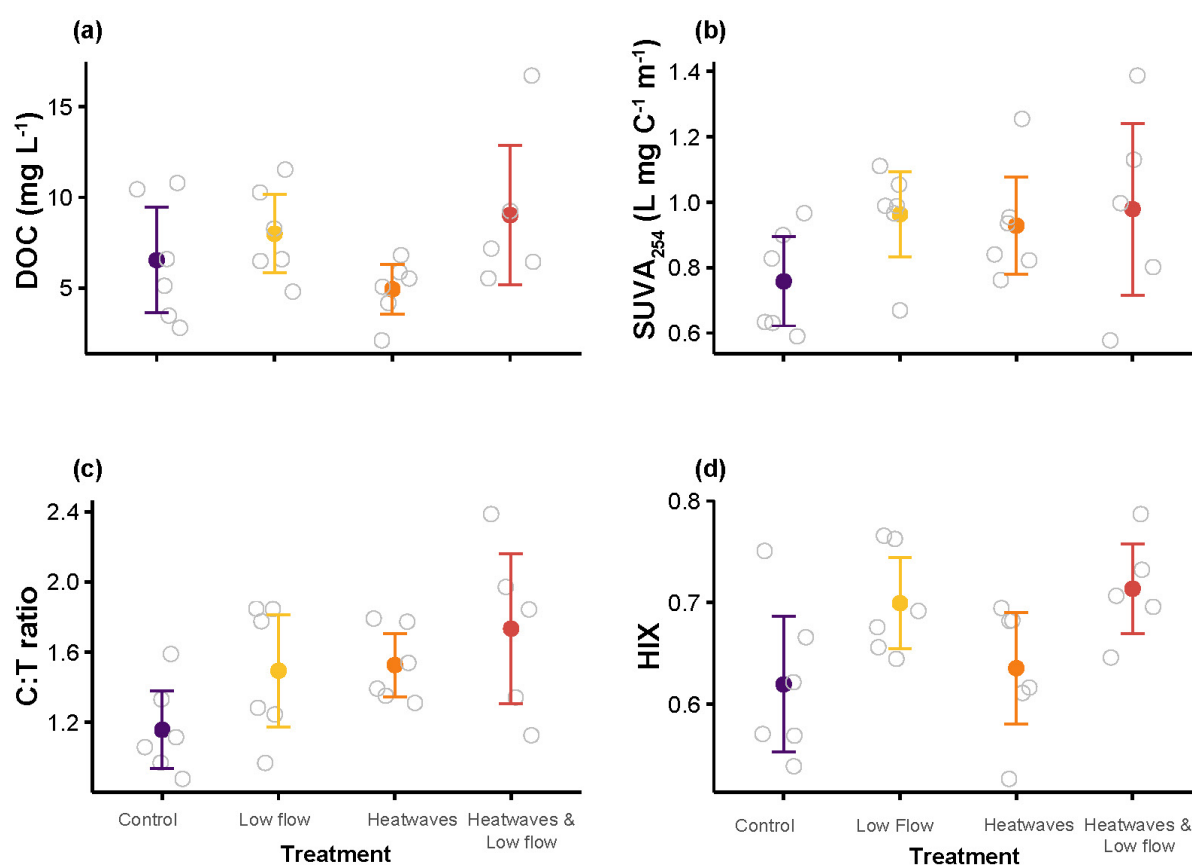 (a)
DOC (mg L⁻¹)
15
10
5
(b)
SUVA₂₅₄ (L mg C⁻¹ m⁻¹)
1.4
1.2
1.0
0.8
0.6
(c)
C:T ratio
2.4
2.0
1.6
1.2
Control
Low flow
Heatwaves
Heatwaves &
Low flow
Treatment
(d)
HIX
0.8
0.7
0.6
Control
Low Flow
Heatwaves
Heatwaves &
Low flow
Treatment